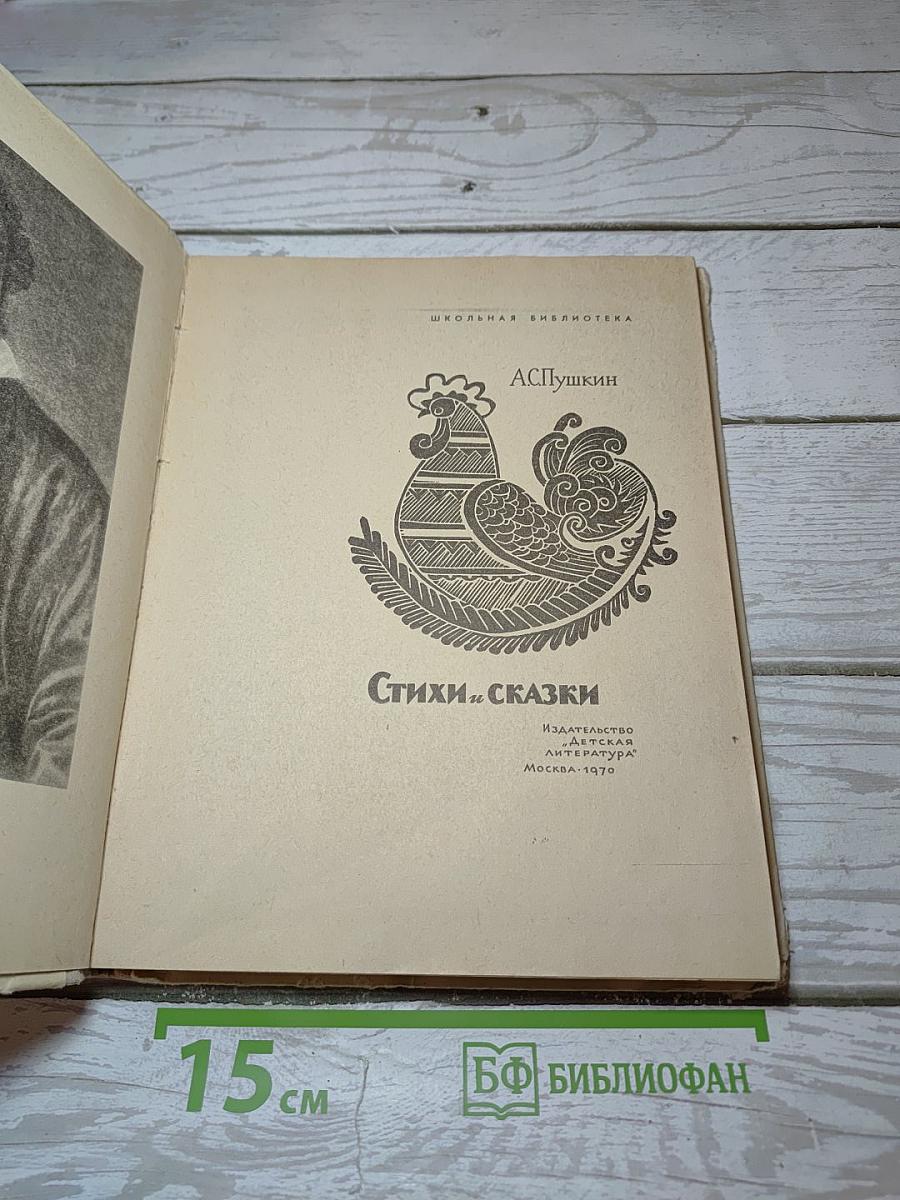 ШКОЛЬНАЯ БИБЛИОТЕКА
А.С.Пушкин
Стихи и сказки
Издательство
„Детская
литература"
Москва · 1970
15 см
БФ БИБЛИОФАН